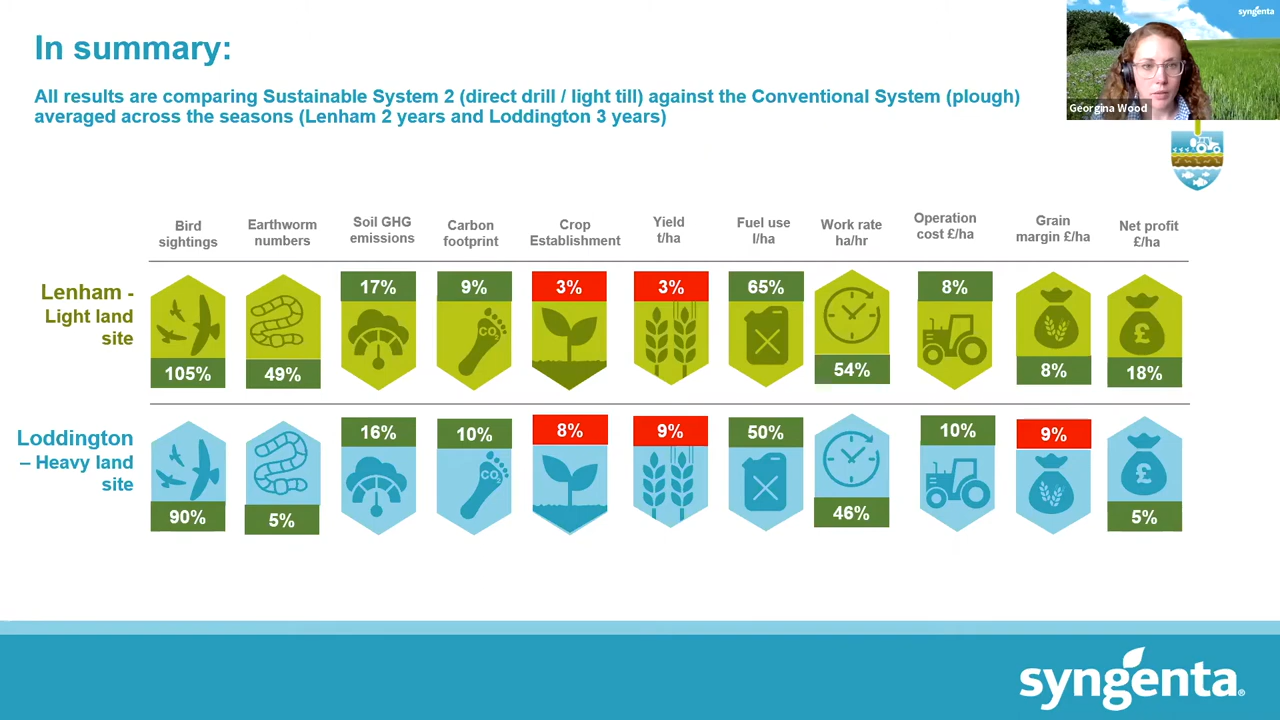 In summary:
syngenta
Georgina Wood
All results are comparing Sustainable System 2 (direct drill / light till) against the Conventional System (plough)
averaged across the seasons (Lenham 2 years and Loddington 3 years)
Bird
sightings
Earthworm
numbers
Soil GHG
emissions
Carbon
footprint
Crop
Establishment
Yield
t/ha
Fuel use
l/ha
Work rate
ha/hr
Operation
cost £/ha
Grain
margin £/ha
Net profit
£/ha
Lenham -
Light land
site
105%
49%
17%
9%
CO2
3%
3%
65%
54%
8%
8%
£
18%
Loddington
– Heavy land
site
90%
5%
16%
10%
CO2
8%
9%
50%
46%
10%
9%
£
5%
syngenta®